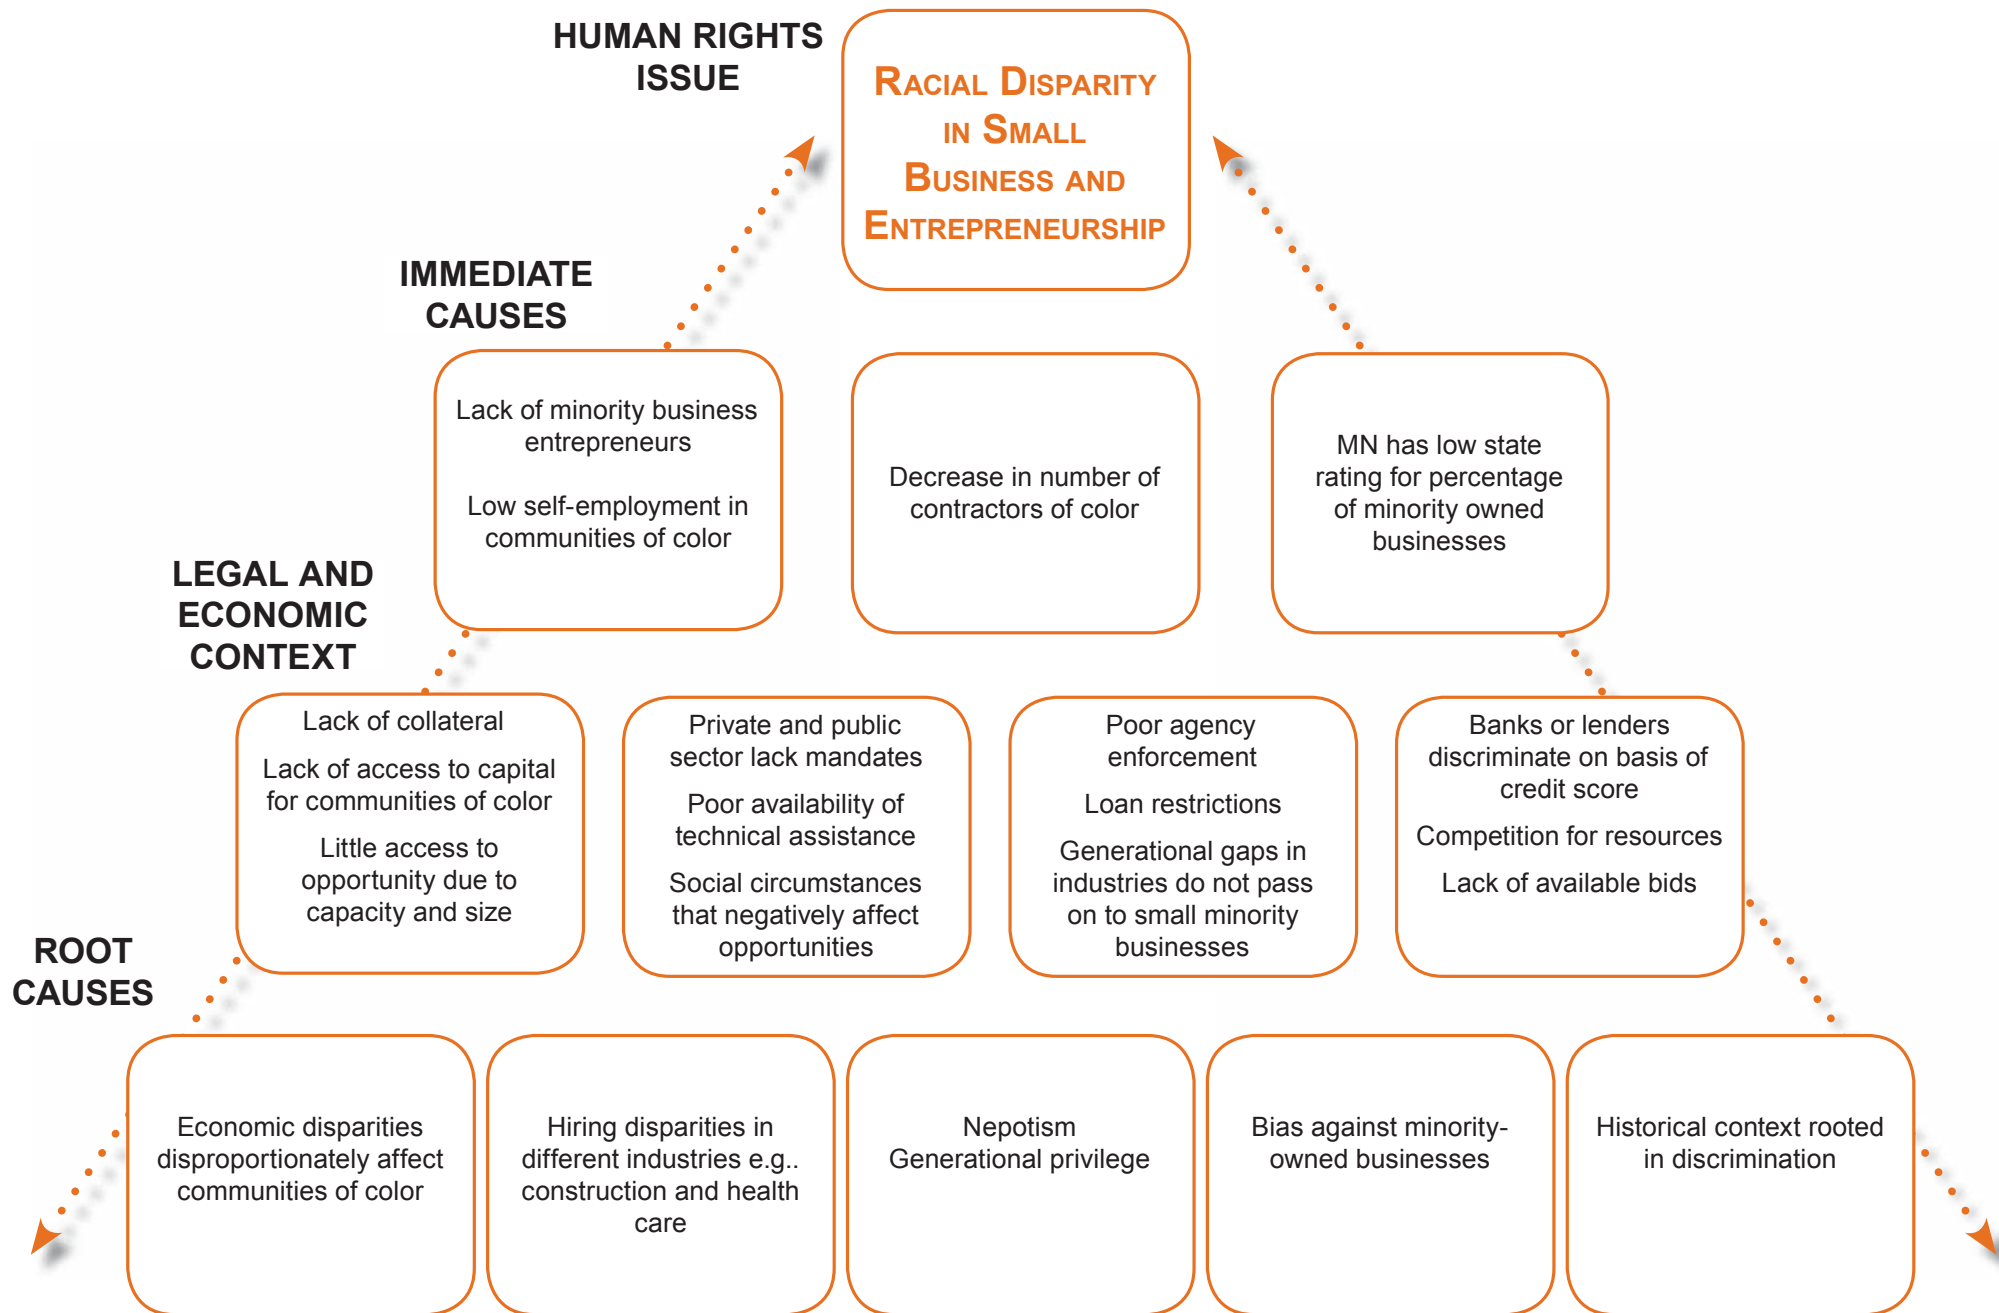 HUMAN RIGHTS
ISSUE
RACIAL DISPARITY
IN SMALL
BUSINESS AND
ENTREPRENEURSHIP
IMMEDIATE
CAUSES
Lack of minority business
entrepreneurs
Low self-employment in
communities of color
Decrease in number of
contractors of color
MN has low state
rating for percentage
of minority owned
businesses
LEGAL AND
ECONOMIC
CONTEXT
Lack of collateral
Lack of access to capital
for communities of color
Little access to
opportunity due to
capacity and size
Private and public
sector lack mandates
Poor availability of
technical assistance
Social circumstances
that negatively affect
opportunities
Poor agency
enforcement
Loan restrictions
Generational gaps in
industries do not pass
on to small minority
businesses
Banks or lenders
discriminate on basis of
credit score
Competition for resources
Lack of available bids
ROOT
CAUSES
Economic disparities
disproportionately affect
communities of color
Hiring disparities in
different industries e.g..
construction and health
care
Nepotism
Generational privilege
Bias against minority-
owned businesses
Historical context rooted
in discrimination